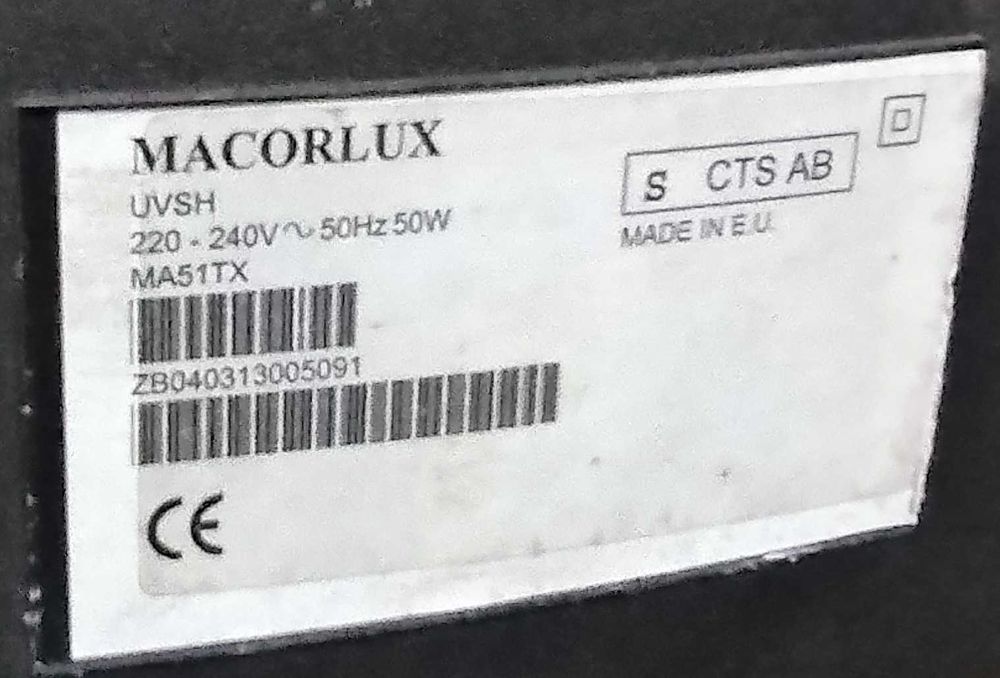 MACORLUX
UVSH
220 - 240V ~ 50Hz 50W
MA51TX
ZB040313005091
CE
S CTS AB
MADE IN E.U.